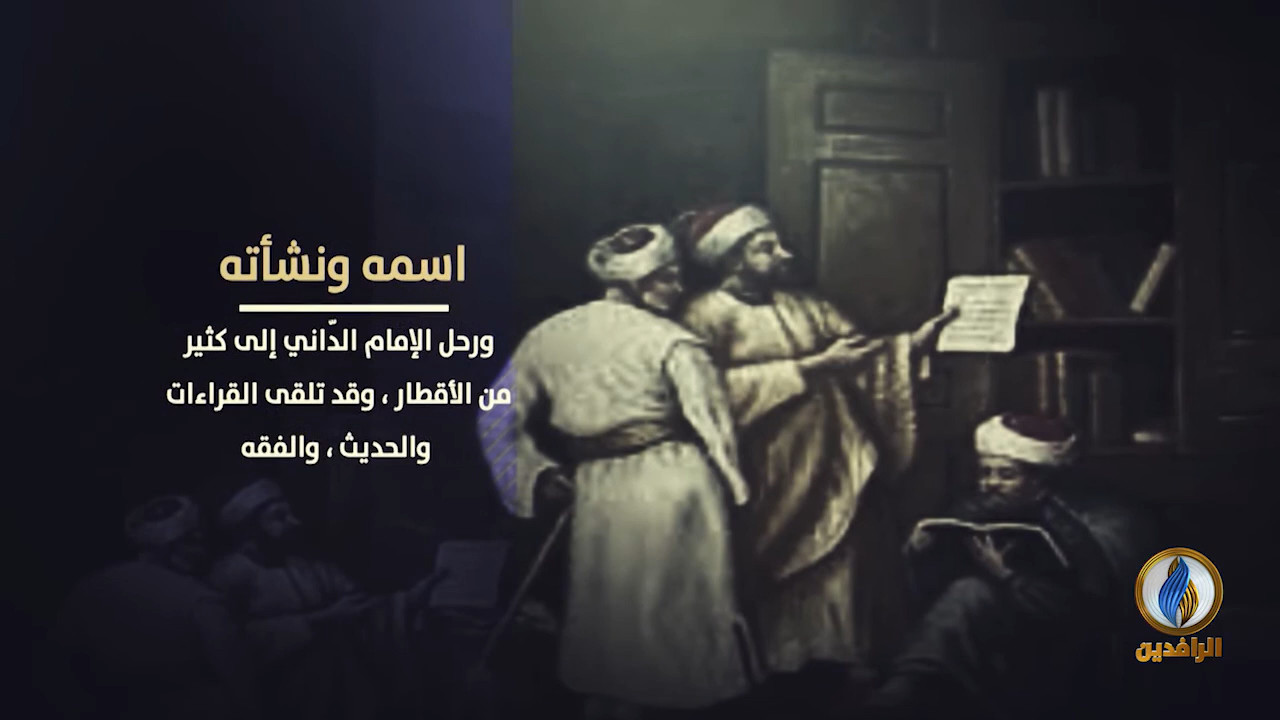 اسمه ونشأته
ورحل الإمام الدّاني إلى كثير
من الأقطار ، وقد تلقى القراءات
والحديث ، والفقه
الرافدين